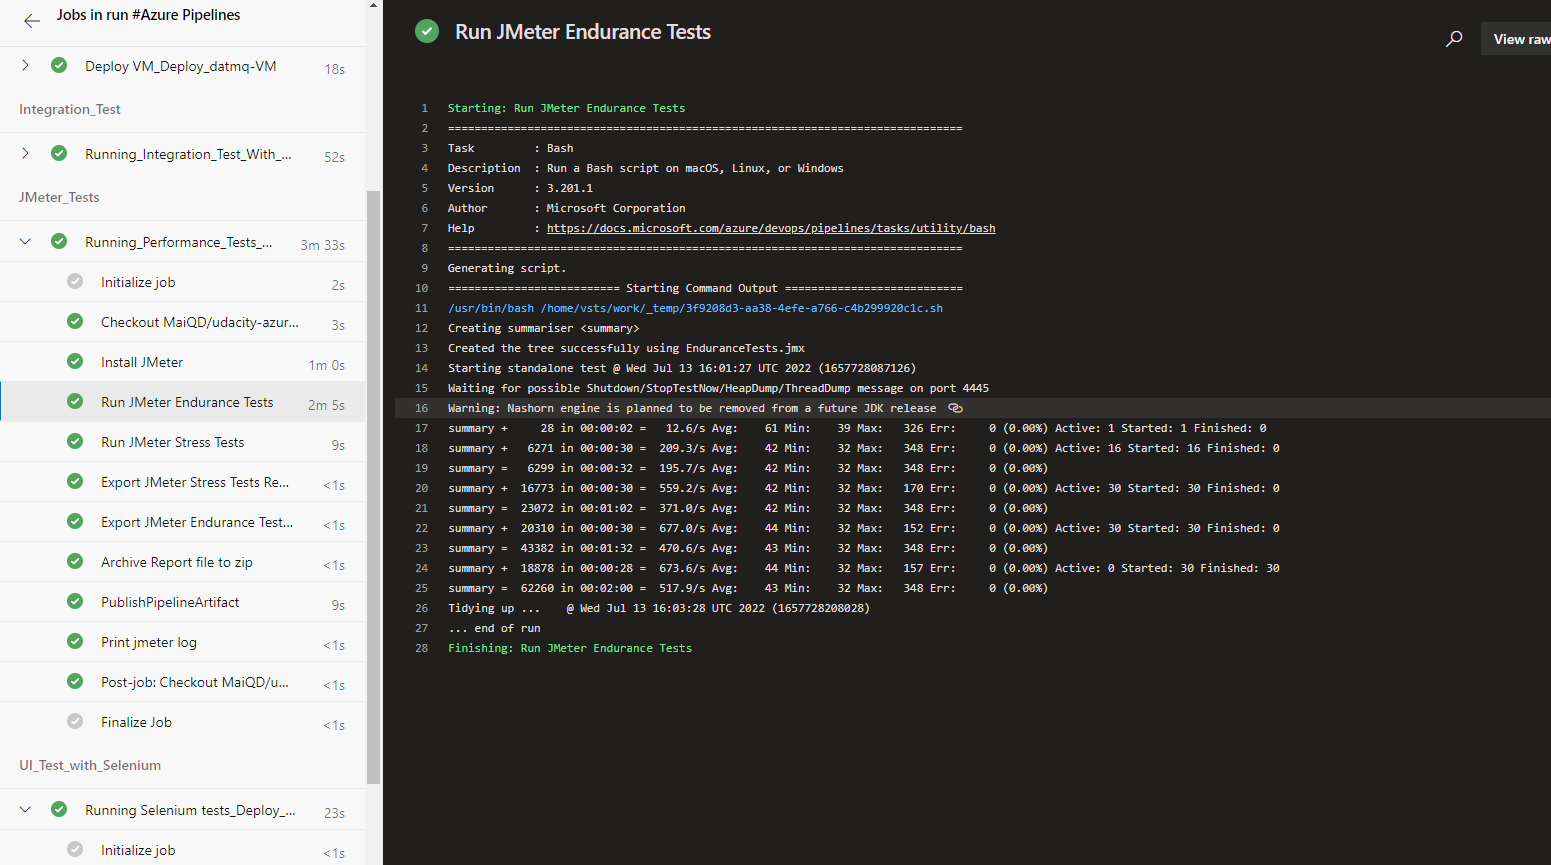 Jobs in run #Azure Pipelines
Deploy VM_Deploy_datmq-VM 18s
Integration_Test
Running_Integration_Test_With_... 52s
JMeter_Tests
Running_Performance_Tests_... 3m 33s
Initialize job 2s
Checkout MaiQD/udacity-azur... 3s
Install JMeter 1m 0s
Run JMeter Endurance Tests 2m 5s
Run JMeter Stress Tests 9s
Export JMeter Stress Tests Re... <1s
Export JMeter Endurance Test... <1s
Archive Report file to zip <1s
PublishPipelineArtifact 9s
Print jmeter log <1s
Post-job: Checkout MaiQD/u... <1s
Finalize Job <1s
UI_Test_with_Selenium
Running Selenium tests_Deploy_... 23s
Initialize job <1s
Run JMeter Endurance Tests
View raw
1 Starting: Run JMeter Endurance Tests
2 ==============================================================================
3 Task         : Bash
4 Description  : Run a Bash script on macOS, Linux, or Windows
5 Version      : 3.201.1
6 Author       : Microsoft Corporation
7 Help         : https://docs.microsoft.com/azure/devops/pipelines/tasks/utility/bash
8 ==============================================================================
9 Generating script.
10 ========================== Starting Command Output ===========================
11 /usr/bin/bash /home/vsts/work/_temp/3f9208d3-aa38-4efe-a766-c4b299920c1c.sh
12 Creating summariser <summary>
13 Created the tree successfully using EnduranceTests.jmx
14 Starting standalone test @ Wed Jul 13 16:01:27 UTC 2022 (1657728087126)
15 Waiting for possible Shutdown/StopTestNow/HeapDump/ThreadDump message on port 4445
16 Warning: Nashorn engine is planned to be removed from a future JDK release
17 summary +     28 in 00:00:02 =   12.6/s Avg:    61 Min:    39 Max:   326 Err:     0 (0.00%) Active: 1 Started: 1 Finished: 0
18 summary +   6271 in 00:00:30 =  209.3/s Avg:    42 Min:    32 Max:   348 Err:     0 (0.00%) Active: 16 Started: 16 Finished: 0
19 summary =   6299 in 00:00:32 =  195.7/s Avg:    42 Min:    32 Max:   348 Err:     0 (0.00%)
20 summary +  16773 in 00:00:30 =  559.2/s Avg:    42 Min:    32 Max:   170 Err:     0 (0.00%) Active: 30 Started: 30 Finished: 0
21 summary =  23072 in 00:01:02 =  371.0/s Avg:    42 Min:    32 Max:   348 Err:     0 (0.00%)
22 summary +  20310 in 00:00:30 =  677.0/s Avg:    44 Min:    32 Max:   152 Err:     0 (0.00%) Active: 30 Started: 30 Finished: 0
23 summary =  43382 in 00:01:32 =  470.6/s Avg:    43 Min:    32 Max:   348 Err:     0 (0.00%)
24 summary +  18878 in 00:00:28 =  673.6/s Avg:    44 Min:    32 Max:   157 Err:     0 (0.00%) Active: 0 Started: 30 Finished: 30
25 summary =  62260 in 00:02:00 =  517.9/s Avg:    43 Min:    32 Max:   348 Err:     0 (0.00%)
26 Tidying up ...    @ Wed Jul 13 16:03:28 UTC 2022 (1657728208028)
27 ... end of run
28 Finishing: Run JMeter Endurance Tests